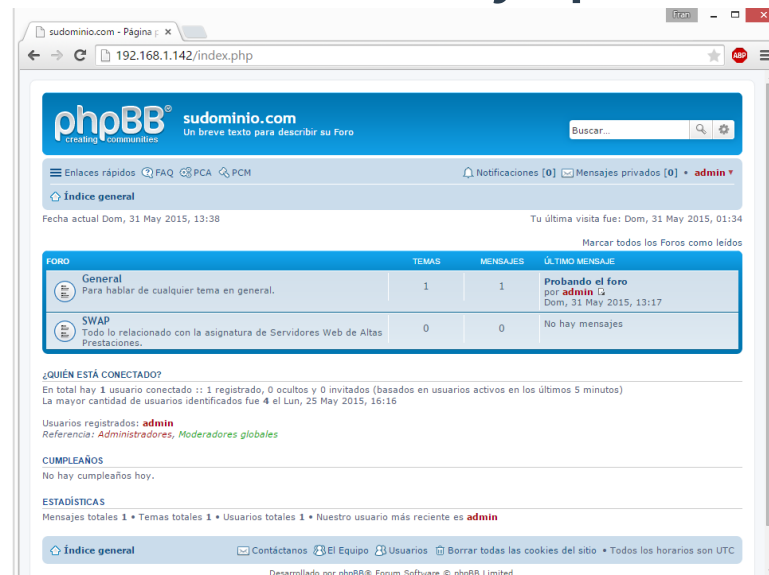 Fran
sudominio.com - Página
192.168.1.142/index.php
ABP
phpBB®
creating communities
sudominio.com
Un breve texto para describir su Foro
Buscar...
Enlaces rápidos FAQ PCA PCM
Notificaciones [0] Mensajes privados [0] • admin
Índice general
Fecha actual Dom, 31 May 2015, 13:38
Tu última visita fue: Dom, 31 May 2015, 01:34
Marcar todos los Foros como leídos
FORO TEMAS MENSAJES ÚLTIMO MENSAJE
General
Para hablar de cualquier tema en general.
1 1
Probando el foro
por admin
Dom, 31 May 2015, 13:17
SWAP
Todo lo relacionado con la asignatura de Servidores Web de Altas
Prestaciones.
0 0
No hay mensajes
¿QUIÉN ESTÁ CONECTADO?
En total hay 1 usuario conectado :: 1 registrado, 0 ocultos y 0 invitados (basados en usuarios activos en los últimos 5 minutos)
La mayor cantidad de usuarios identificados fue 4 el Lun, 25 May 2015, 16:16
Usuarios registrados: admin
Referencia: Administradores, Moderadores globales
CUMPLEAÑOS
No hay cumpleaños hoy.
ESTADÍSTICAS
Mensajes totales 1 • Temas totales 1 • Usuarios totales 1 • Nuestro usuario más reciente es admin
Índice general
Contáctanos El Equipo Usuarios Borrar todas las cookies del sitio • Todos los horarios son UTC
Desarrollado por phpBB® Forum Software © phpBB Limited